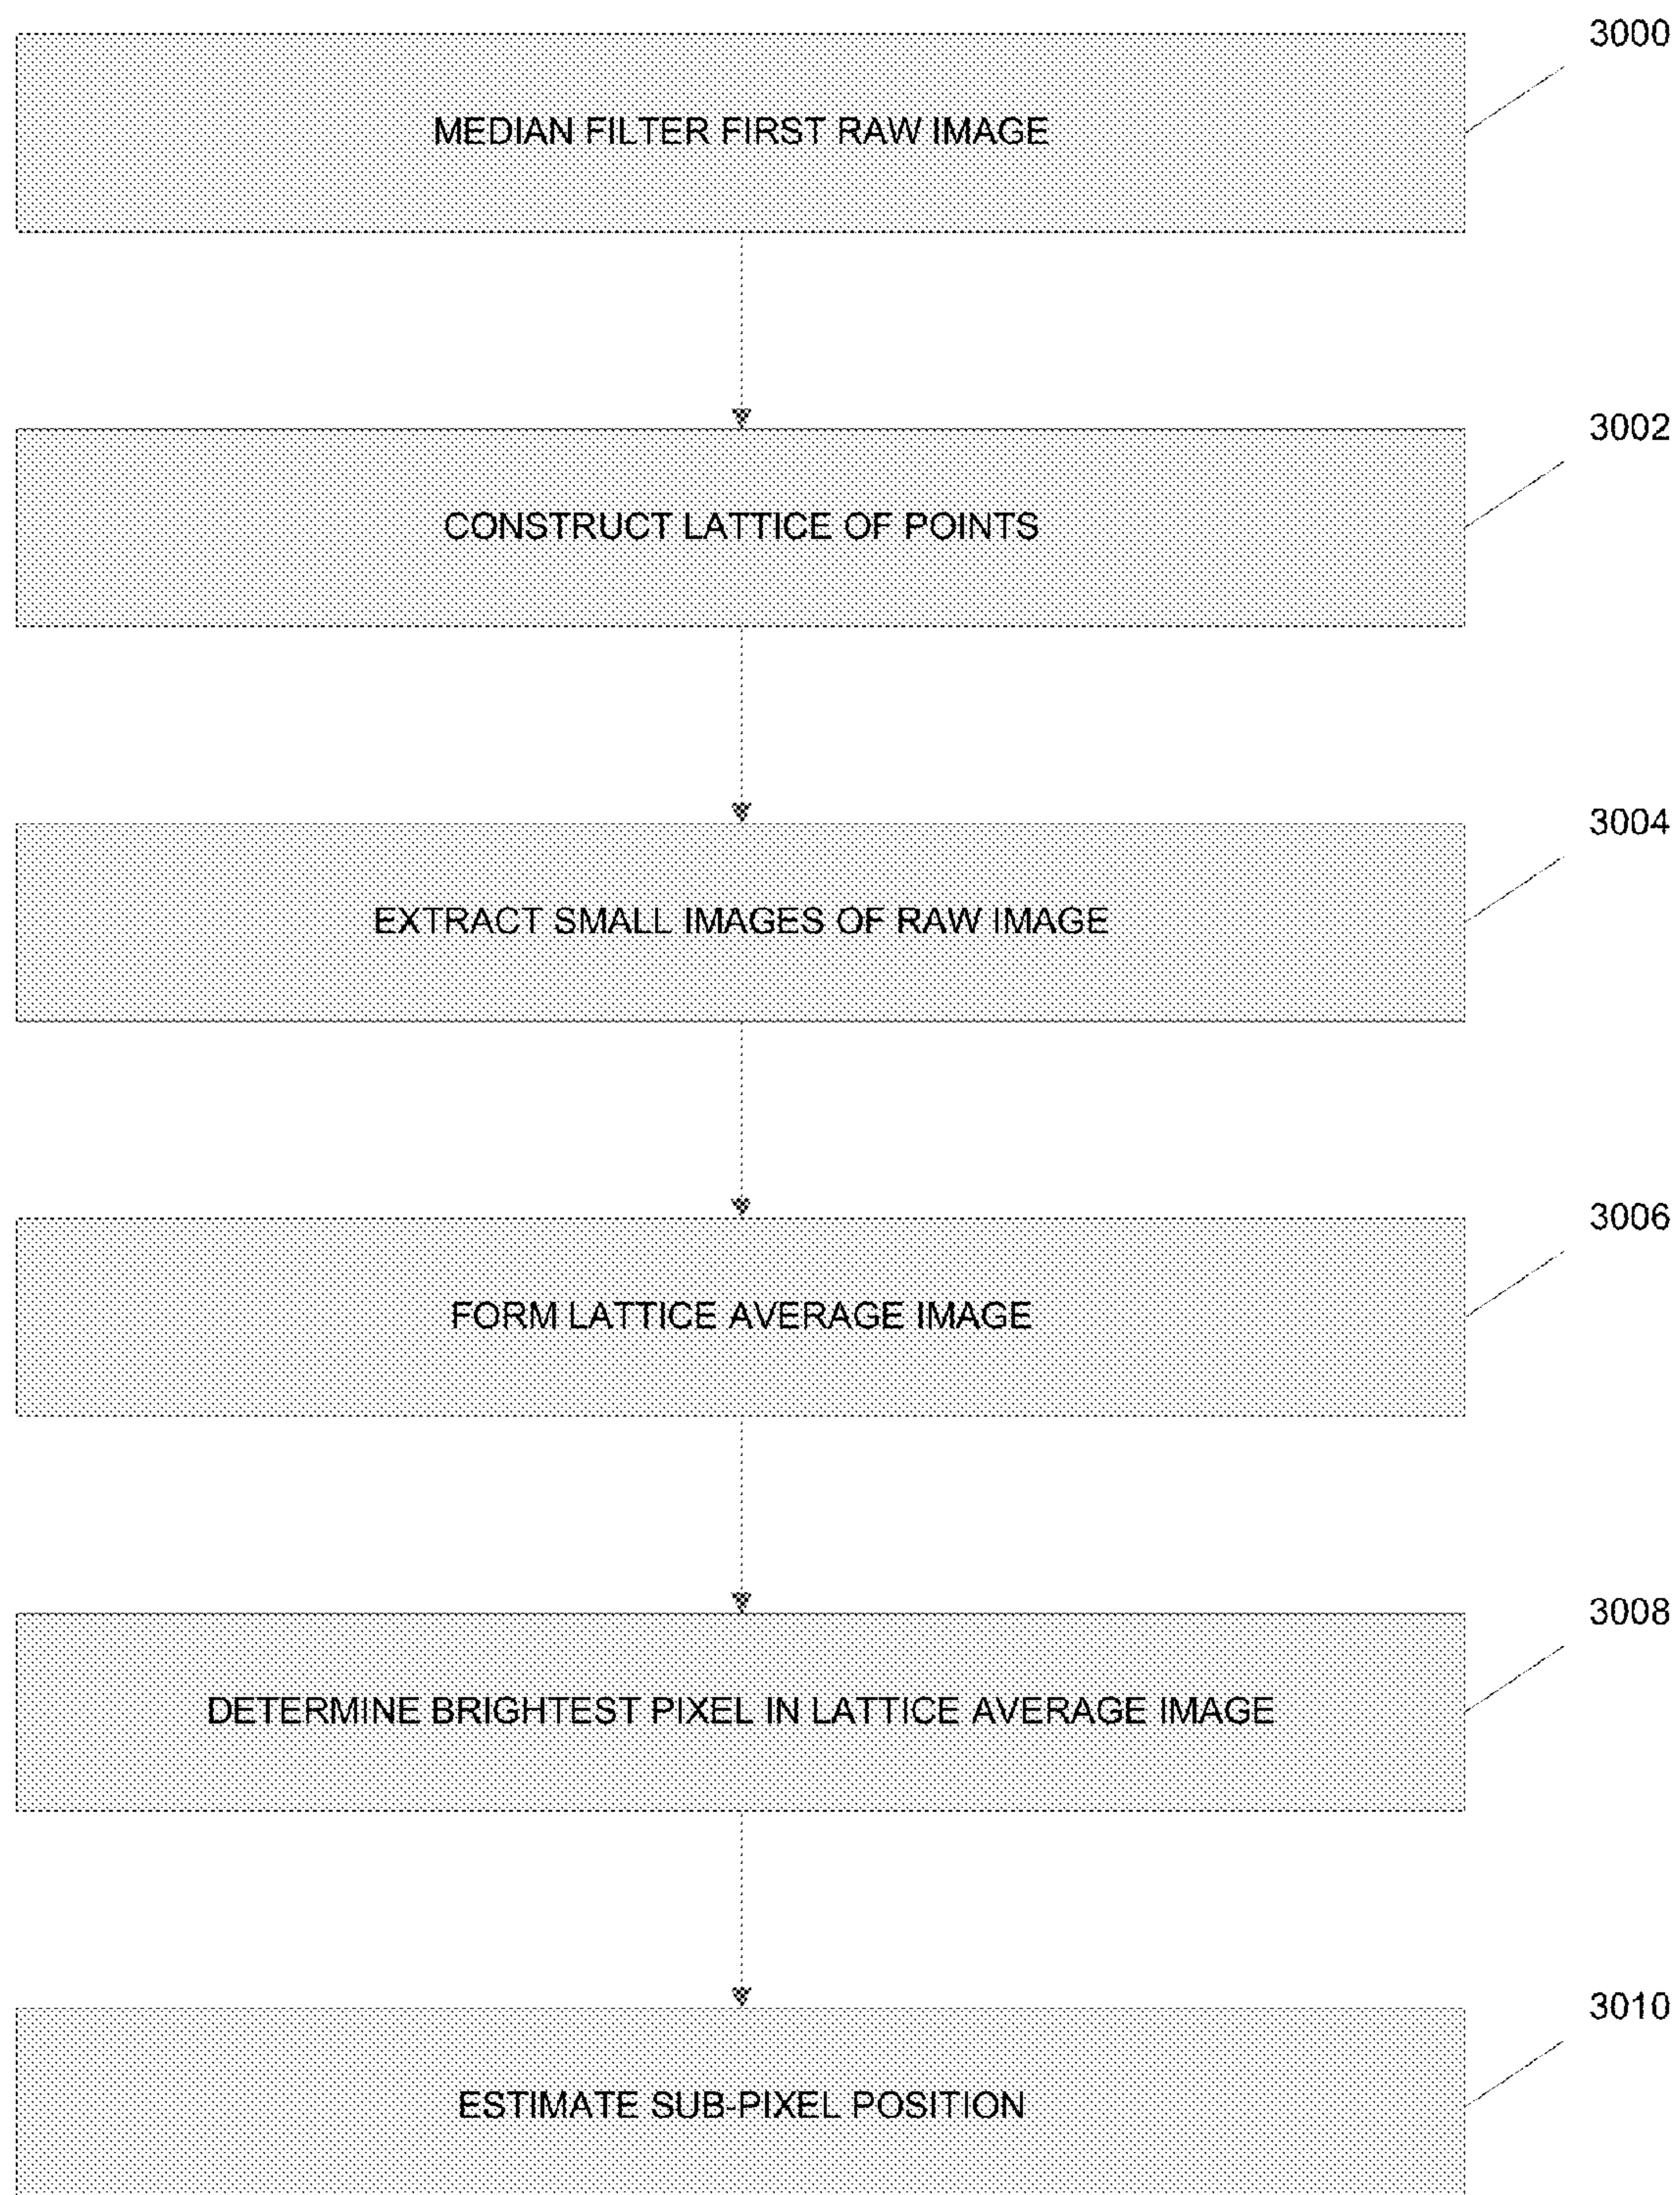 3000
MEDIAN FILTER FIRST RAW IMAGE
3002
CONSTRUCT LATTICE OF POINTS
3004
EXTRACT SMALL IMAGES OF RAW IMAGE
3006
FORM LATTICE AVERAGE IMAGE
3008
DETERMINE BRIGHTEST PIXEL IN LATTICE AVERAGE IMAGE
3010
ESTIMATE SUB-PIXEL POSITION